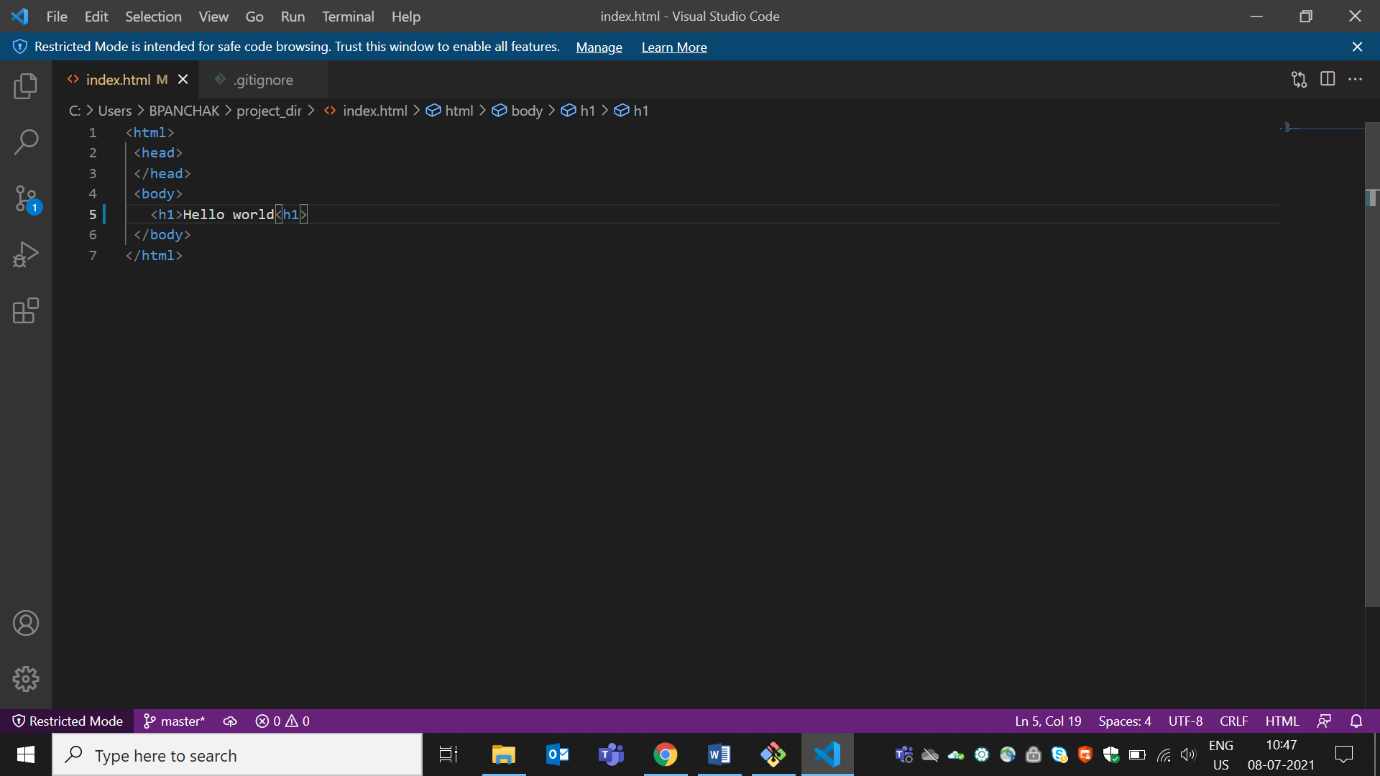 File Edit Selection View Go Run Terminal Help index.html - Visual Studio Code
Restricted Mode is intended for safe code browsing. Trust this window to enable all features. Manage Learn More
index.html M .gitignore
C: > Users > BPANCHAK > project_dir > index.html > html > body > h1 > h1
1 <html>
2 <head>
3 </head>
4 <body>
5 <h1>Hello world<h1>
6 </body>
7 </html>
1
Restricted Mode master* 0 0 Ln 5, Col 19 Spaces: 4 UTF-8 CRLF HTML
Type here to search
ENG 10:47
US 08-07-2021